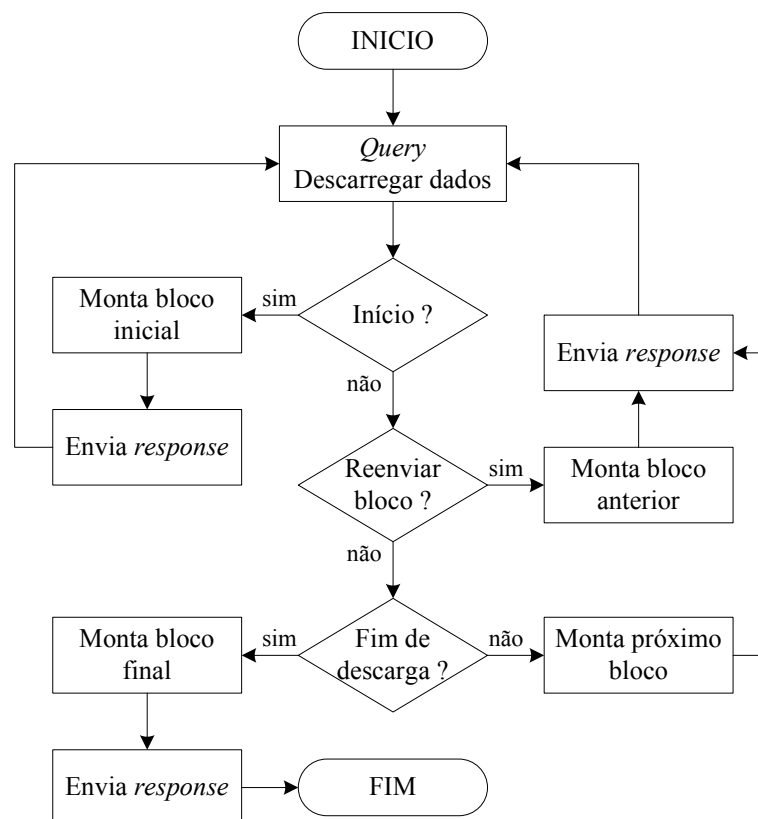 INICIO
Query
Descarregar dados
Início ?
sim
Monta bloco
inicial
Envia response
não
Reenviar
bloco ?
sim
Monta bloco
anterior
Envia response
não
Fim de
descarga ?
sim
Monta bloco
final
não
Monta próximo
bloco
Envia response
FIM